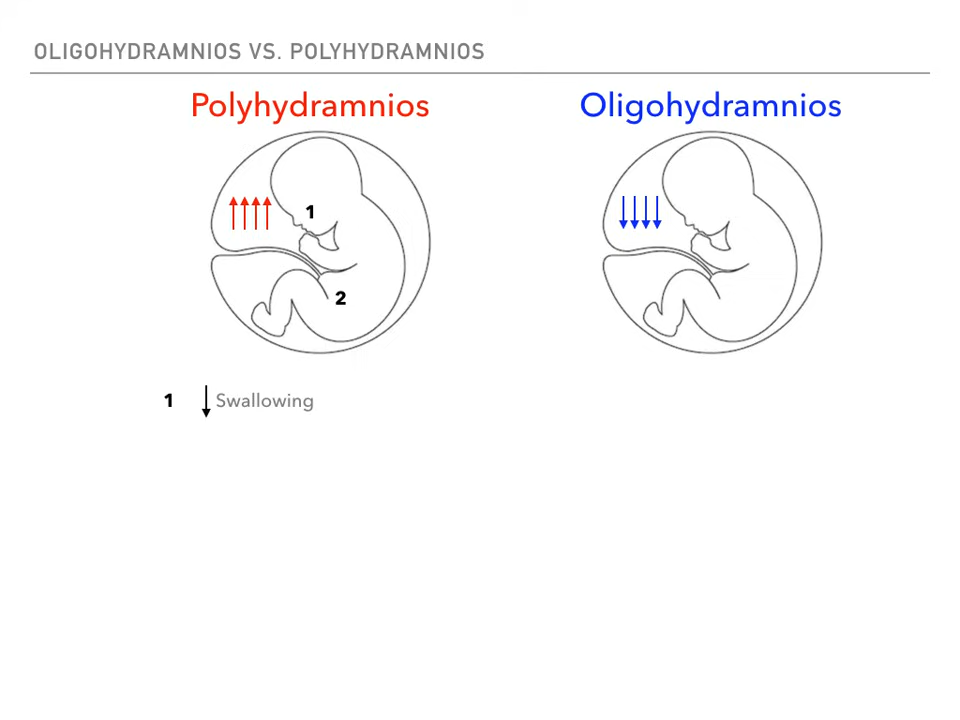 OLIGOHYDRAMNIOS VS. POLYHYDRAMNIOS
Polyhydramnios
Oligohydramnios
1
2
1 Swallowing